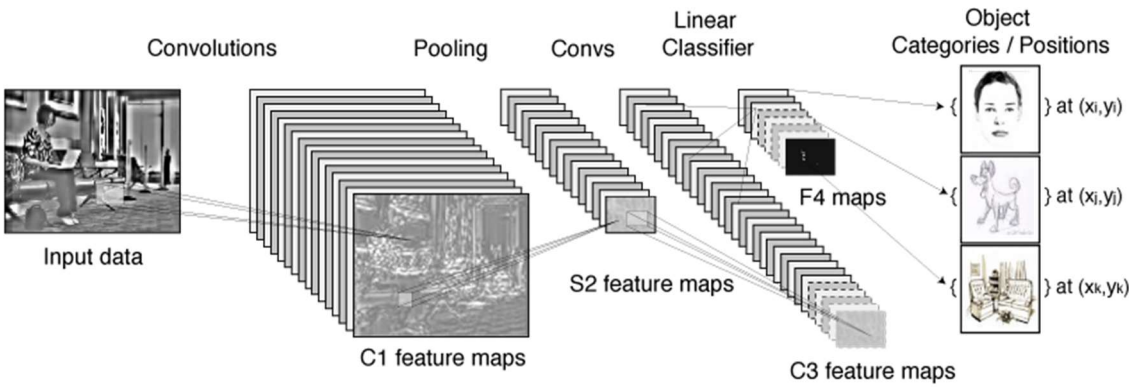 Convolutions
Pooling
Convs
Linear
Classifier
Object
Categories / Positions
Input data
C1 feature maps
S2 feature maps
C3 feature maps
F4 maps
{ } at (xi,yi)
{ } at (xj,yj)
{ } at (xk,yk)